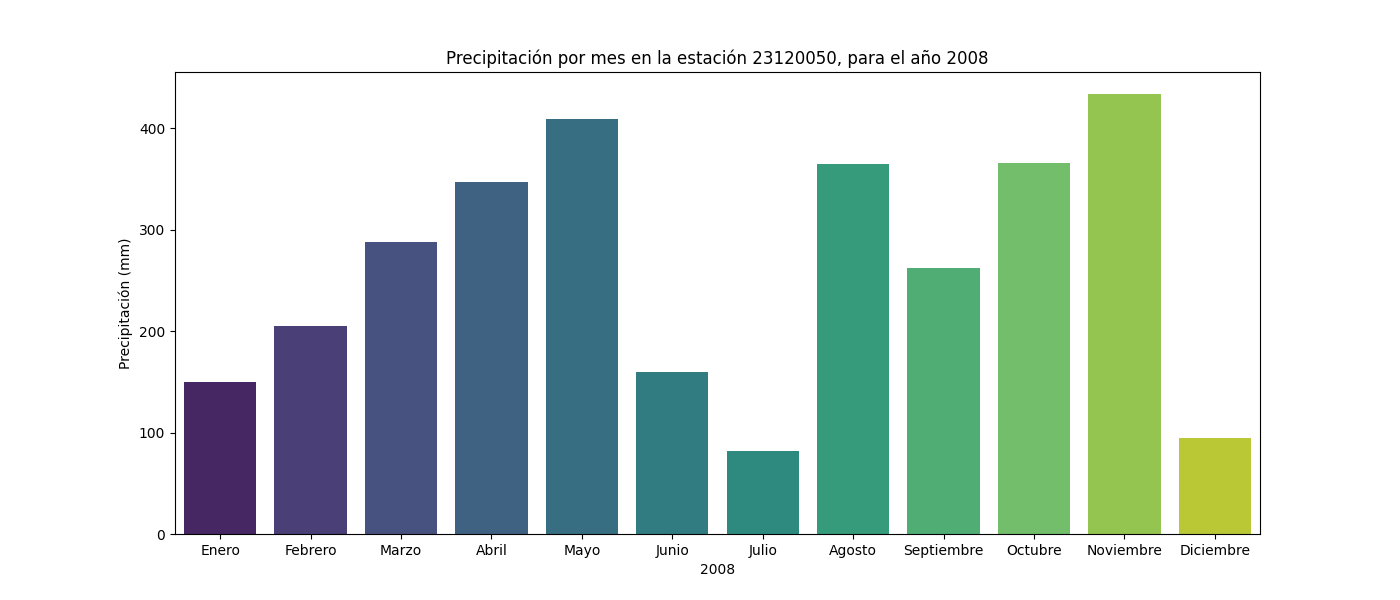 Precipitación por mes en la estación 23120050, para el año 2008
Precipitación (mm)
400
300
200
100
0
Enero Febrero Marzo Abril Mayo Junio Julio Agosto Septiembre Octubre Noviembre Diciembre
2008